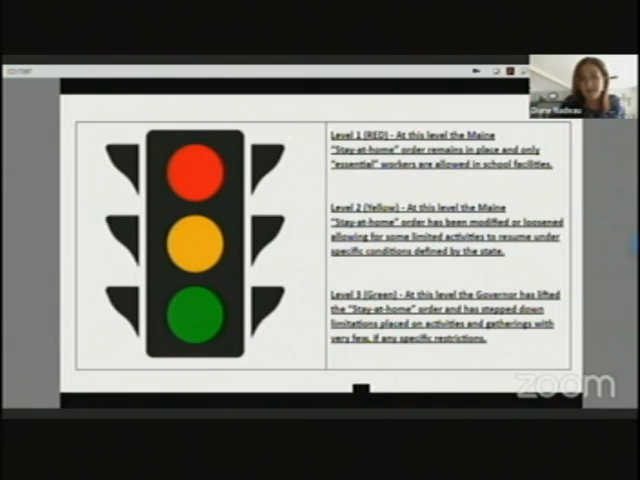 Diane Nadeau
Level 1 (RED) - At this level the Maine
"Stay-at-home" order remains in place and only
"essential" workers are allowed in school facilities.
Level 2 (Yellow) - At this level the Maine
"Stay-at-home" order has been modified or loosened
allowing for some limited activities to resume under
specific conditions defined by the state.
Level 3 (Green) - At this level the Governor has lifted
the "Stay-at-home" order and has stepped down
limitations placed on activities and gatherings with
very few, if any specific restrictions.
zoom